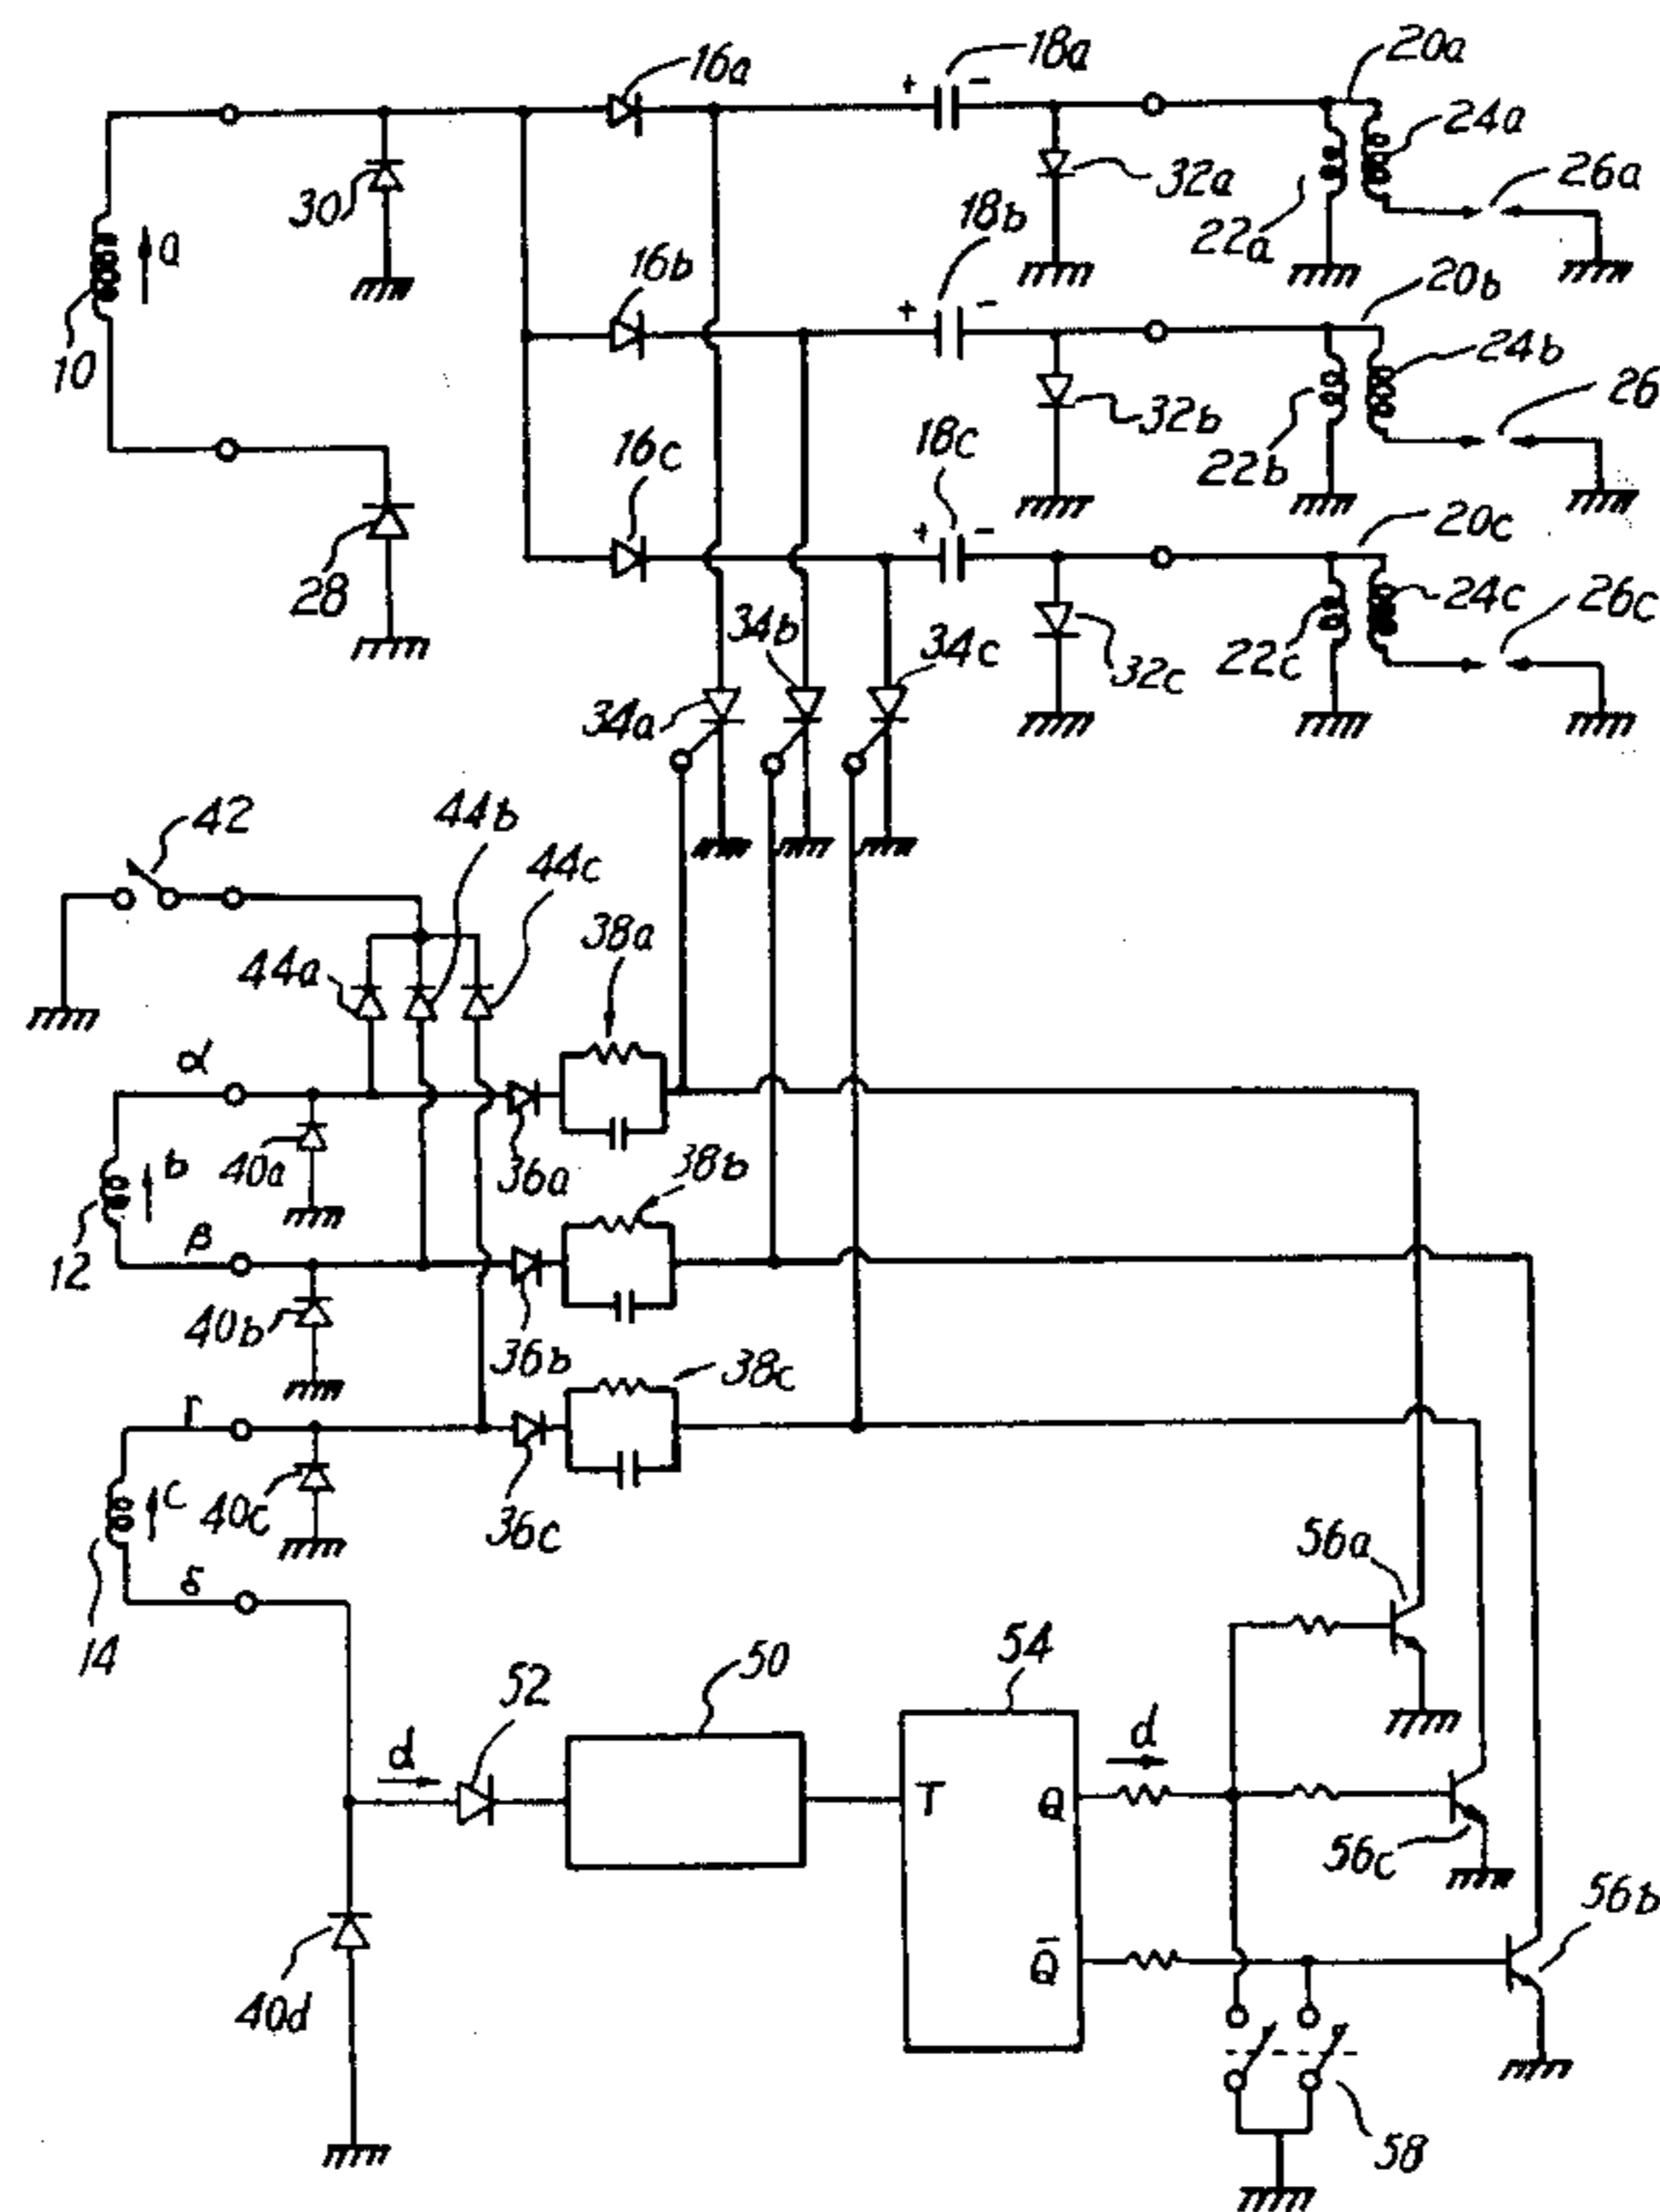 16a
+
18a
-
20a
24a
26a
30
32a
22a
a
10
16b
+
18b
-
20b
24b
26
32b
22b
28
16c
+
18c
-
20c
24c
26c
32c
22c
34a
34b
34c
42
44a
44b
44c
38a
α
40a
36a
b
12
β
38b
40b
36b
γ
38c
40c
36c
c
14
δ
56a
50
54
52
d
T
Q
d
56c
Q̄
56b
40d
58